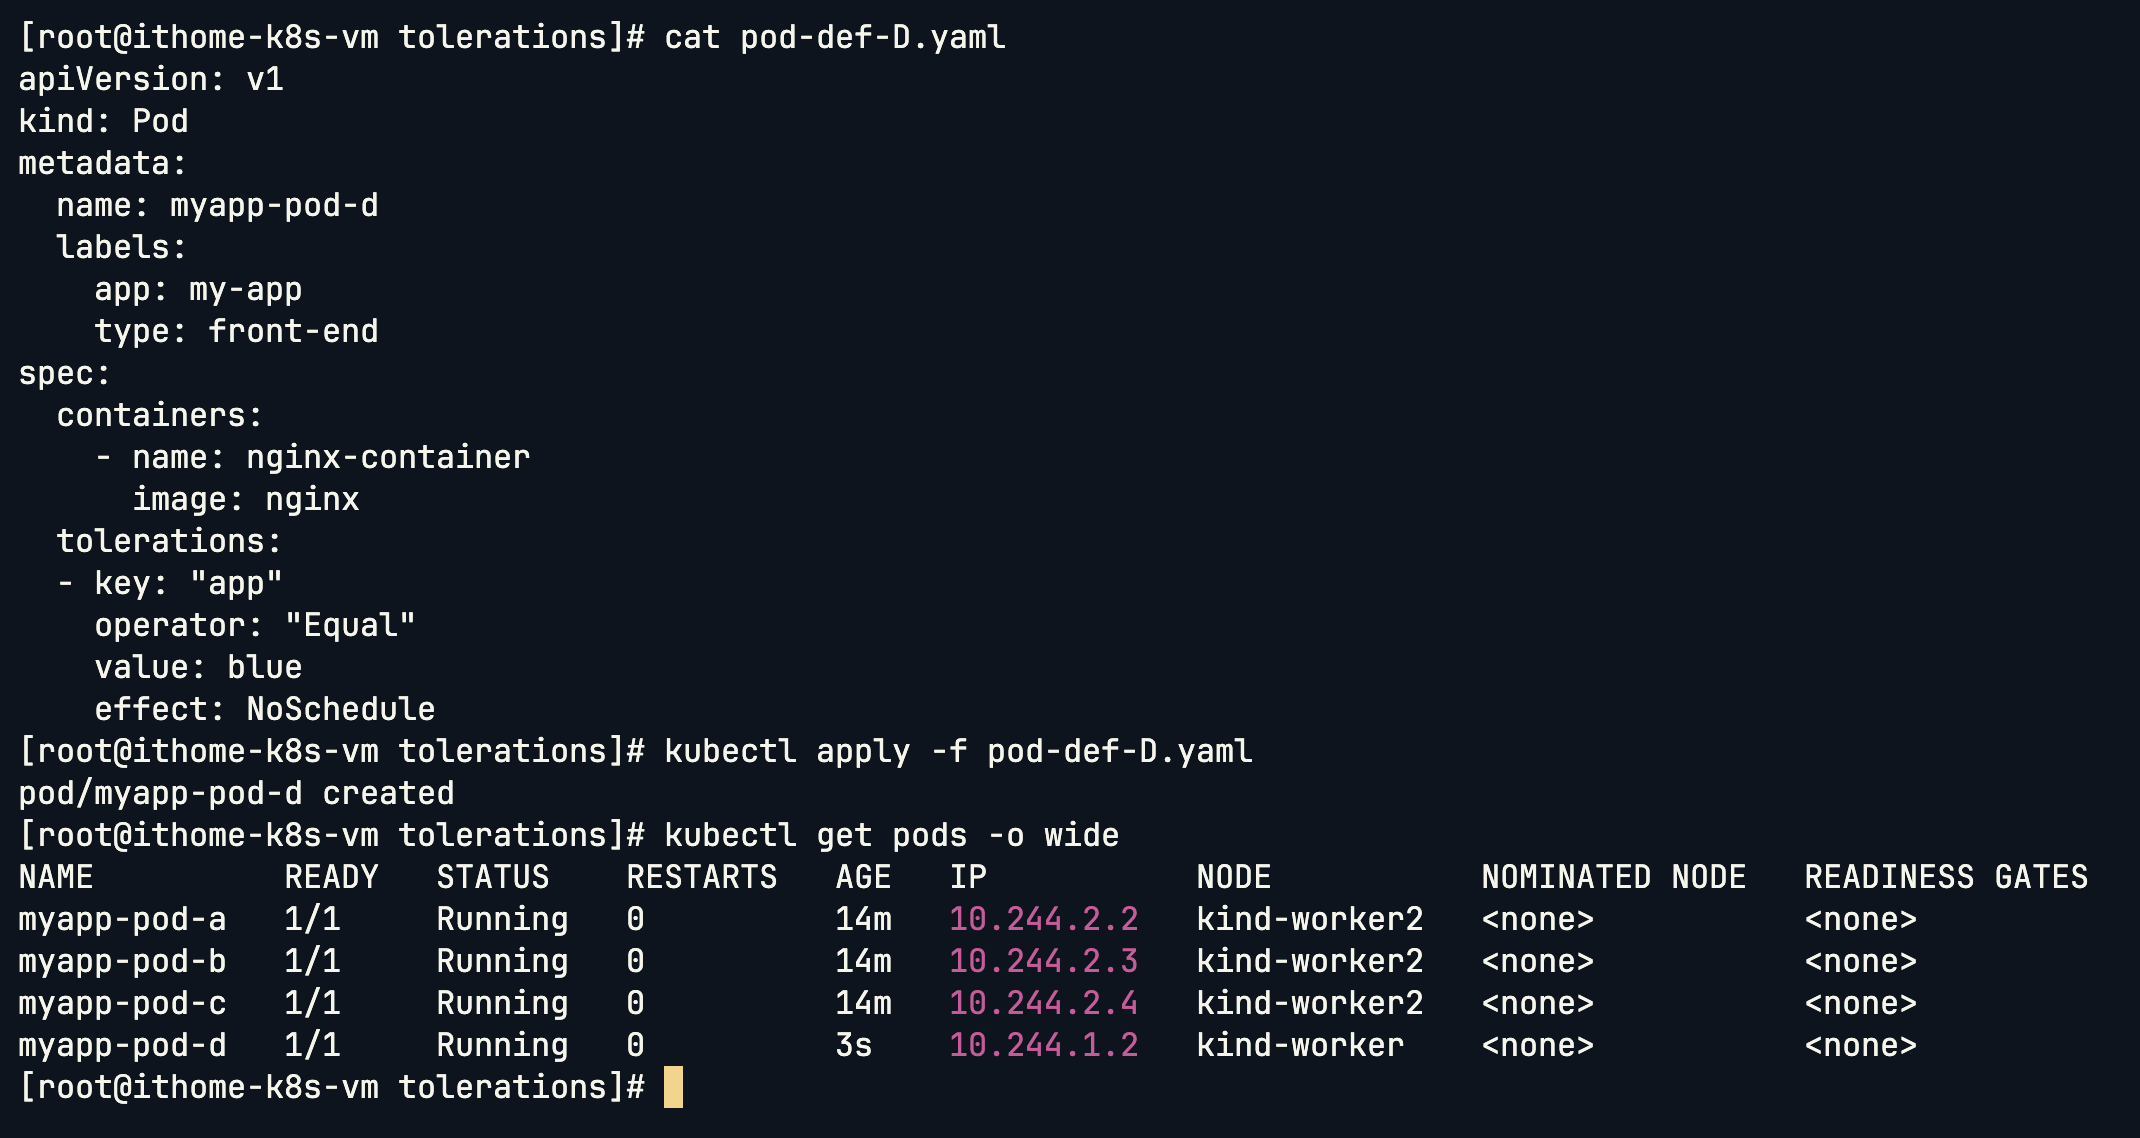 [root@ithome-k8s-vm tolerations]# cat pod-def-D.yaml
apiVersion: v1
kind: Pod
metadata:
  name: myapp-pod-d
  labels:
    app: my-app
    type: front-end
spec:
  containers:
    - name: nginx-container
      image: nginx
  tolerations:
  - key: "app"
    operator: "Equal"
    value: blue
    effect: NoSchedule
[root@ithome-k8s-vm tolerations]# kubectl apply -f pod-def-D.yaml
pod/myapp-pod-d created
[root@ithome-k8s-vm tolerations]# kubectl get pods -o wide
NAME          READY   STATUS    RESTARTS   AGE   IP           NODE           NOMINATED NODE   READINESS GATES
myapp-pod-a   1/1     Running   0          14m   10.244.2.2   kind-worker2   <none>           <none>
myapp-pod-b   1/1     Running   0          14m   10.244.2.3   kind-worker2   <none>           <none>
myapp-pod-c   1/1     Running   0          14m   10.244.2.4   kind-worker2   <none>           <none>
myapp-pod-d   1/1     Running   0          3s    10.244.1.2   kind-worker    <none>           <none>
[root@ithome-k8s-vm tolerations]#